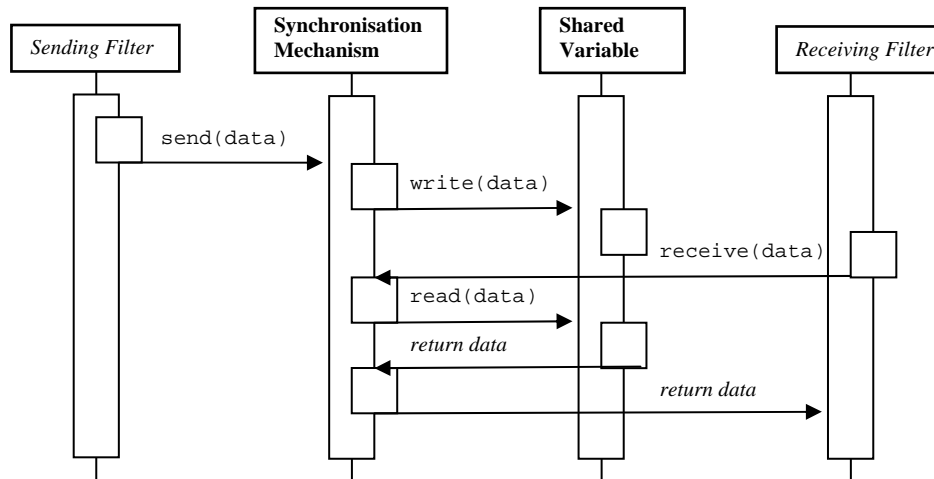 Sending Filter
Synchronisation
Mechanism
Shared
Variable
Receiving Filter
send(data)
write(data)
receive(data)
read(data)
return data
return data